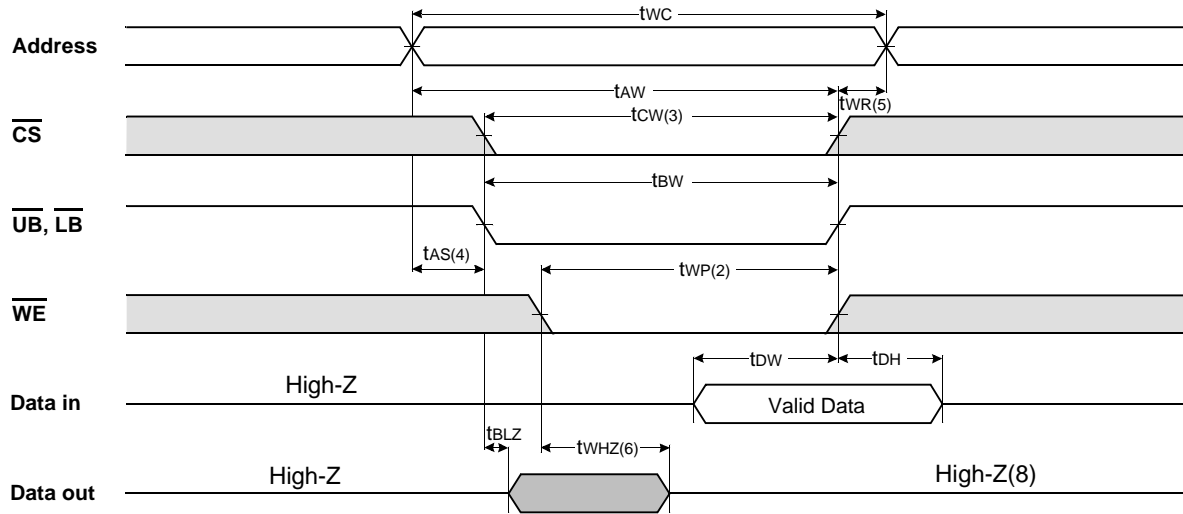 tWC
Address
tAW
tWR(5)
CS
tCW(3)
tBW
UB, LB
tAS(4)
tWP(2)
WE
tDW
tDH
High-Z
Data in
Valid Data
tBLZ
tWHZ(6)
High-Z
High-Z(8)
Data out